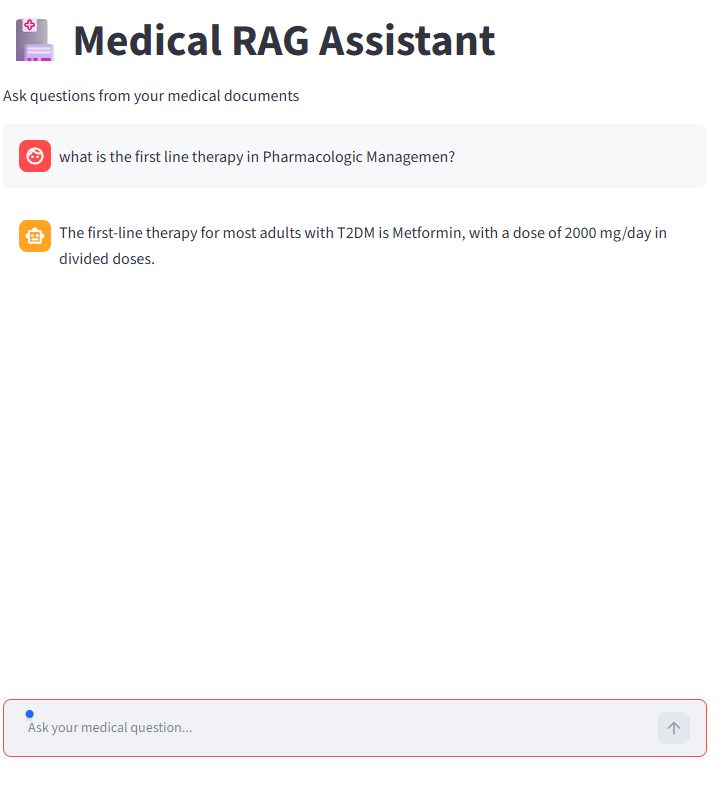 Medical RAG Assistant
Ask questions from your medical documents
what is the first line therapy in Pharmacologic Managemen?
The first-line therapy for most adults with T2DM is Metformin, with a dose of 2000 mg/day in
divided doses.
Ask your medical question...